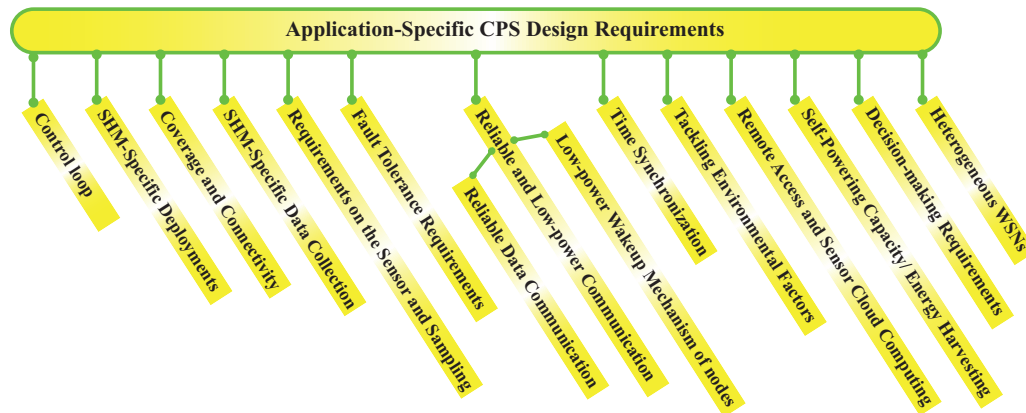 Application-Specific CPS Design Requirements
Control loop
SHM-Specific Deployments
Coverage and Connectivity
SHM-Specific Data Collection
Requirements on the Sensor and Sampling
Fault Tolerance Requirements
Reliable and Low-power Communication
Reliable Data Communication
Low-power Wakeup Mechanism of nodes
Time Synchronization
Tackling Environmental Factors
Remote Access and Sensor Cloud Computing
Self-Powering Capacity/ Energy Harvesting
Decision-making Requirements
Heterogeneous WSNs